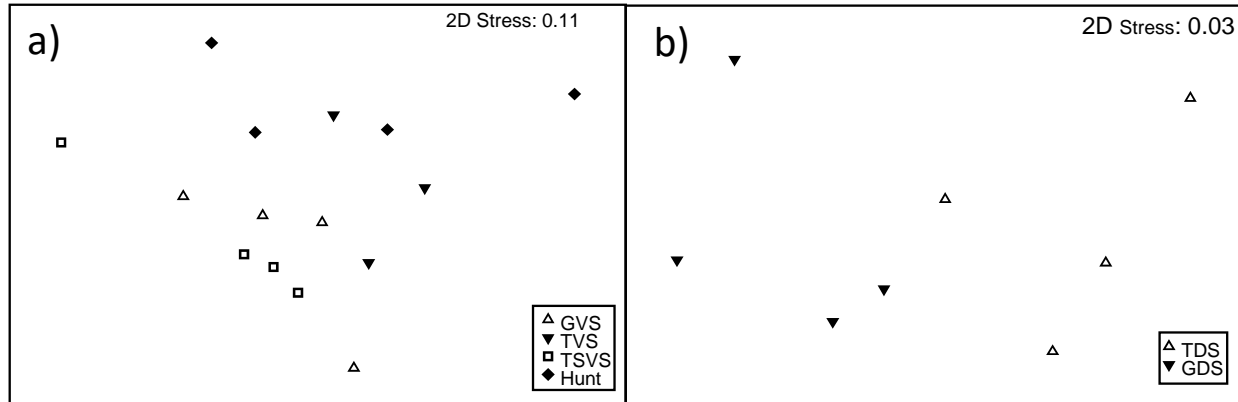 a)
2D Stress: 0.11
GVS
TVS
TSVS
Hunt
b)
2D Stress: 0.03
TDS
GDS